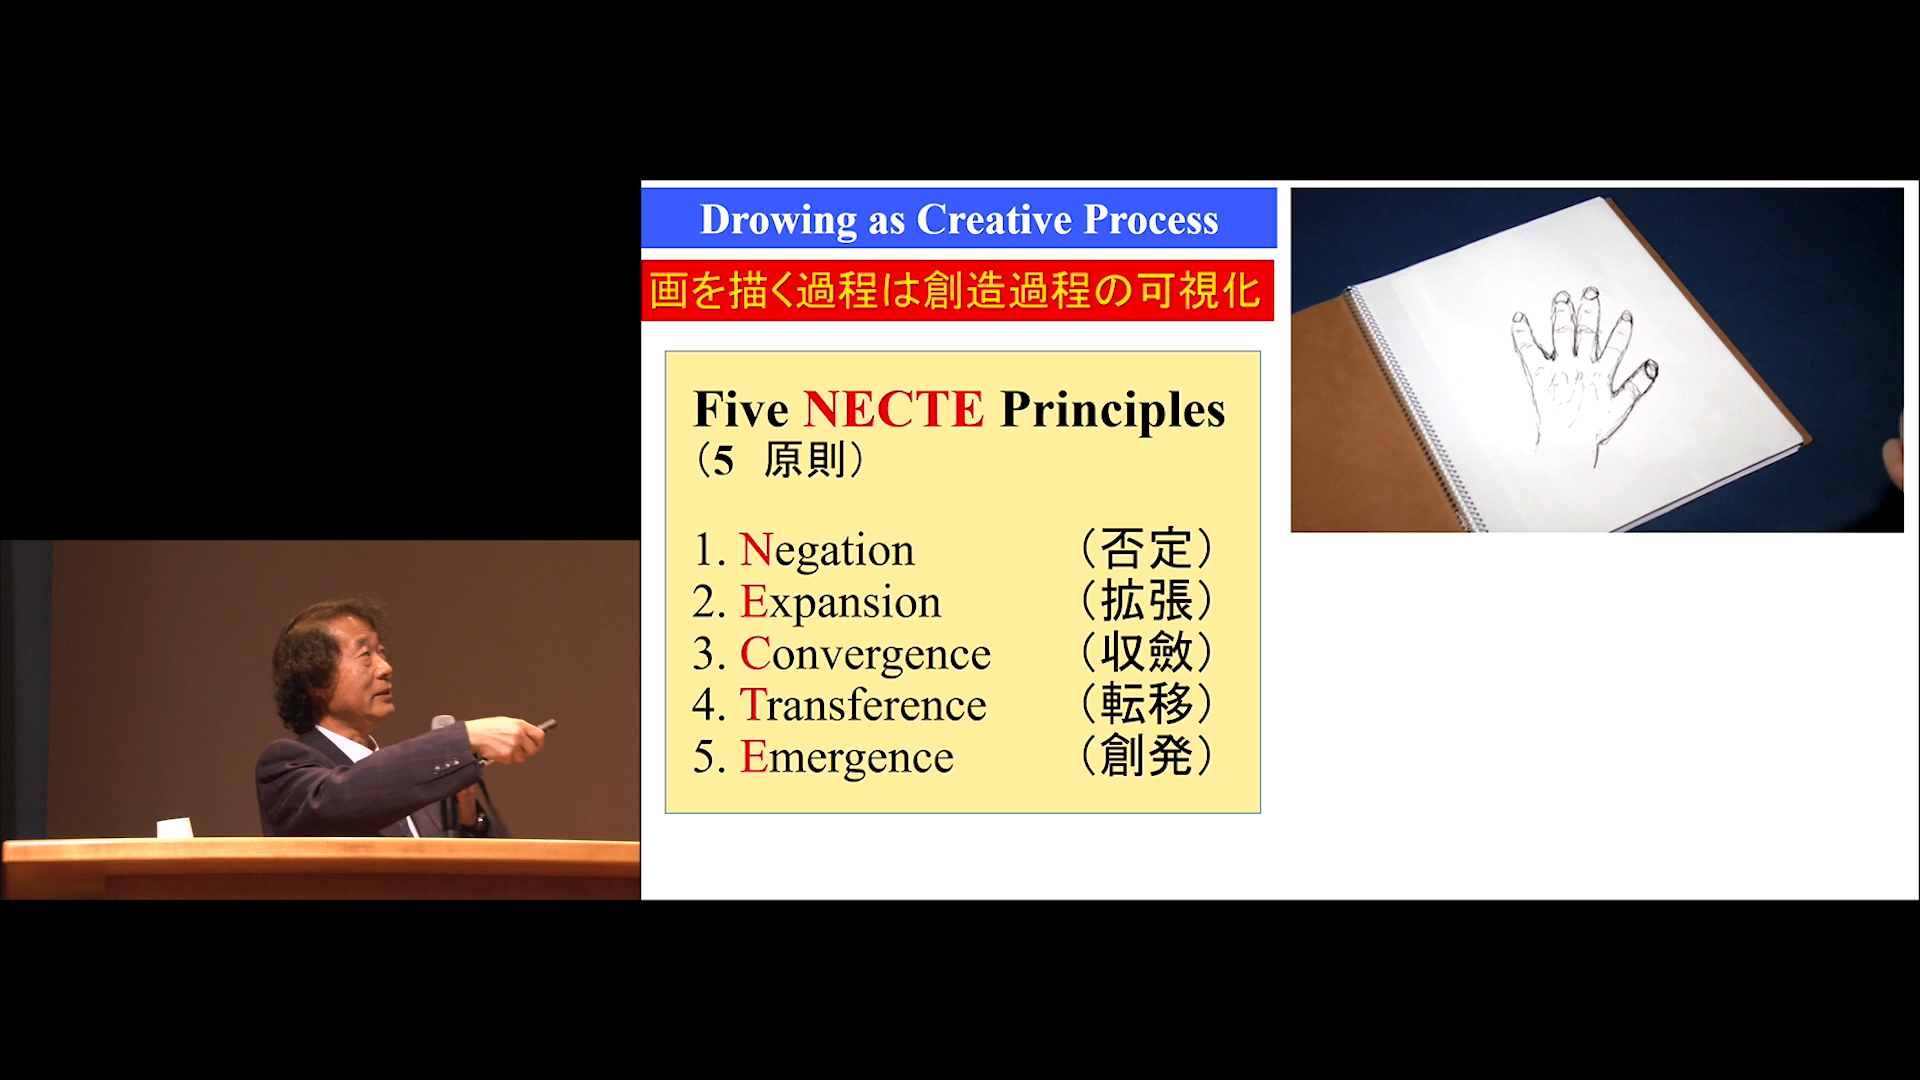 Drowing as Creative Process
画を描く過程は創造過程の可視化
Five NECTE Principles
（5　原則）
1. Negation （否定）
2. Expansion （拡張）
3. Convergence （収斂）
4. Transference （転移）
5. Emergence （創発）